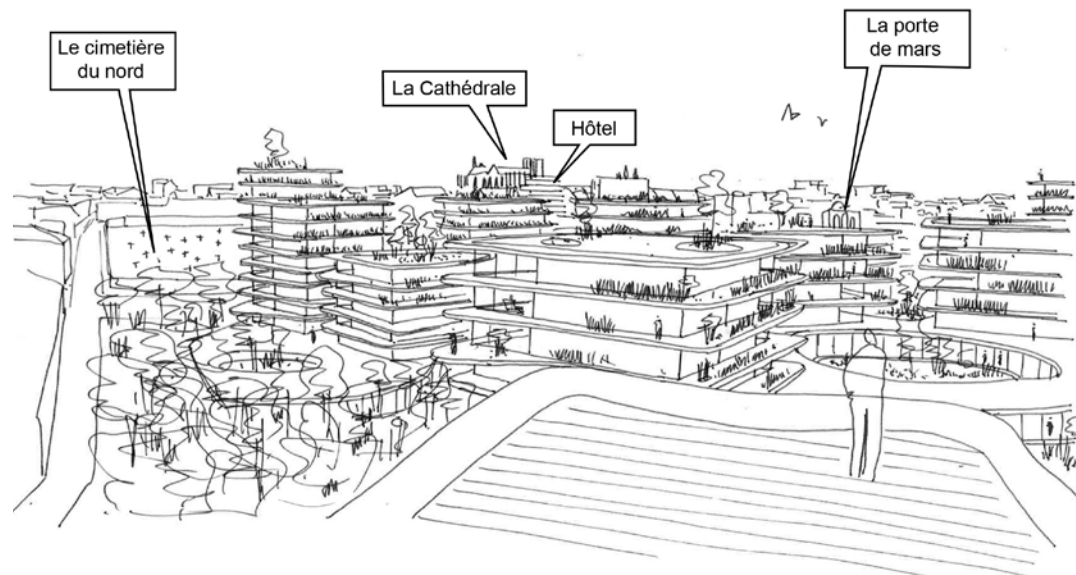 Le cimetière
du nord
La Cathédrale
Hôtel
La porte
de mars